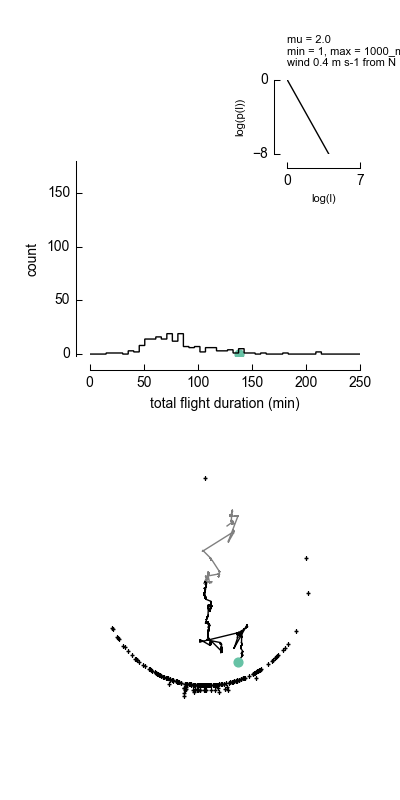 mu = 2.0
min = 1, max = 1000_m
wind 0.4 m s-1 from N
0
log(p(l))
−8
0 7
log(l)
150
100
count
50
0
0 50 100 150 200 250
total flight duration (min)